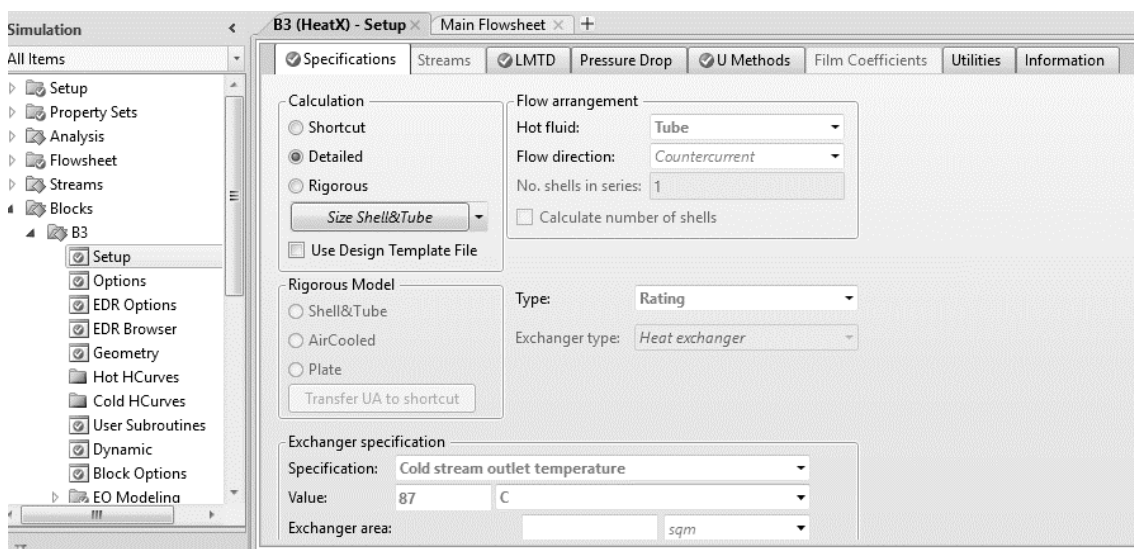 Simulation
All Items
Setup
Property Sets
Analysis
Flowsheet
Streams
Blocks
B3
Setup
Options
EDR Options
EDR Browser
Geometry
Hot HCurves
Cold HCurves
User Subroutines
Dynamic
Block Options
EO Modeling
B3 (HeatX) - Setup Main Flowsheet +
Specifications Streams LMTD Pressure Drop U Methods Film Coefficients Utilities Information
Calculation
Shortcut
Detailed
Rigorous
Size Shell&Tube
Use Design Template File
Flow arrangement
Hot fluid: Tube
Flow direction: Countercurrent
No. shells in series: 1
Calculate number of shells
Rigorous Model
Shell&Tube
AirCooled
Plate
Transfer UA to shortcut
Type: Rating
Exchanger type: Heat exchanger
Exchanger specification
Specification: Cold stream outlet temperature
Value: 87 C
Exchanger area: sqm